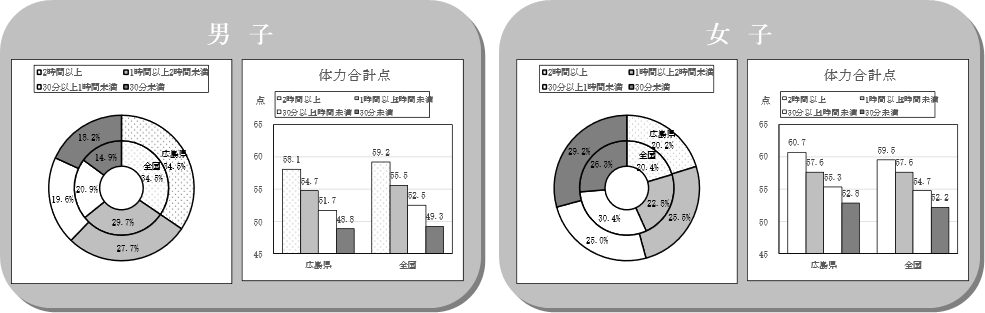 男 子
2時間以上 1時間以上2時間未満
30分以上1時間未満 30分未満
18.2%
14.9%
広島県
34.5%
全国
34.5%
19.6%
20.9%
29.7%
27.7%
体力合計点
点
2時間以上 1時間以上2時間未満
30分以上1時間未満 30分未満
65
60
55
50
45
58.1
54.7
51.7
48.8
59.2
55.5
52.5
49.3
広島県 全国
女 子
2時間以上 1時間以上2時間未満
30分以上1時間未満 30分未満
広島県
20.2%
全国
20.4%
29.2%
26.3%
22.8%
25.5%
30.4%
25.0%
体力合計点
点
2時間以上 1時間以上2時間未満
30分以上1時間未満 30分未満
65
60
55
50
45
60.7
57.6
55.3
52.8
59.5
57.6
54.7
52.2
広島県 全国